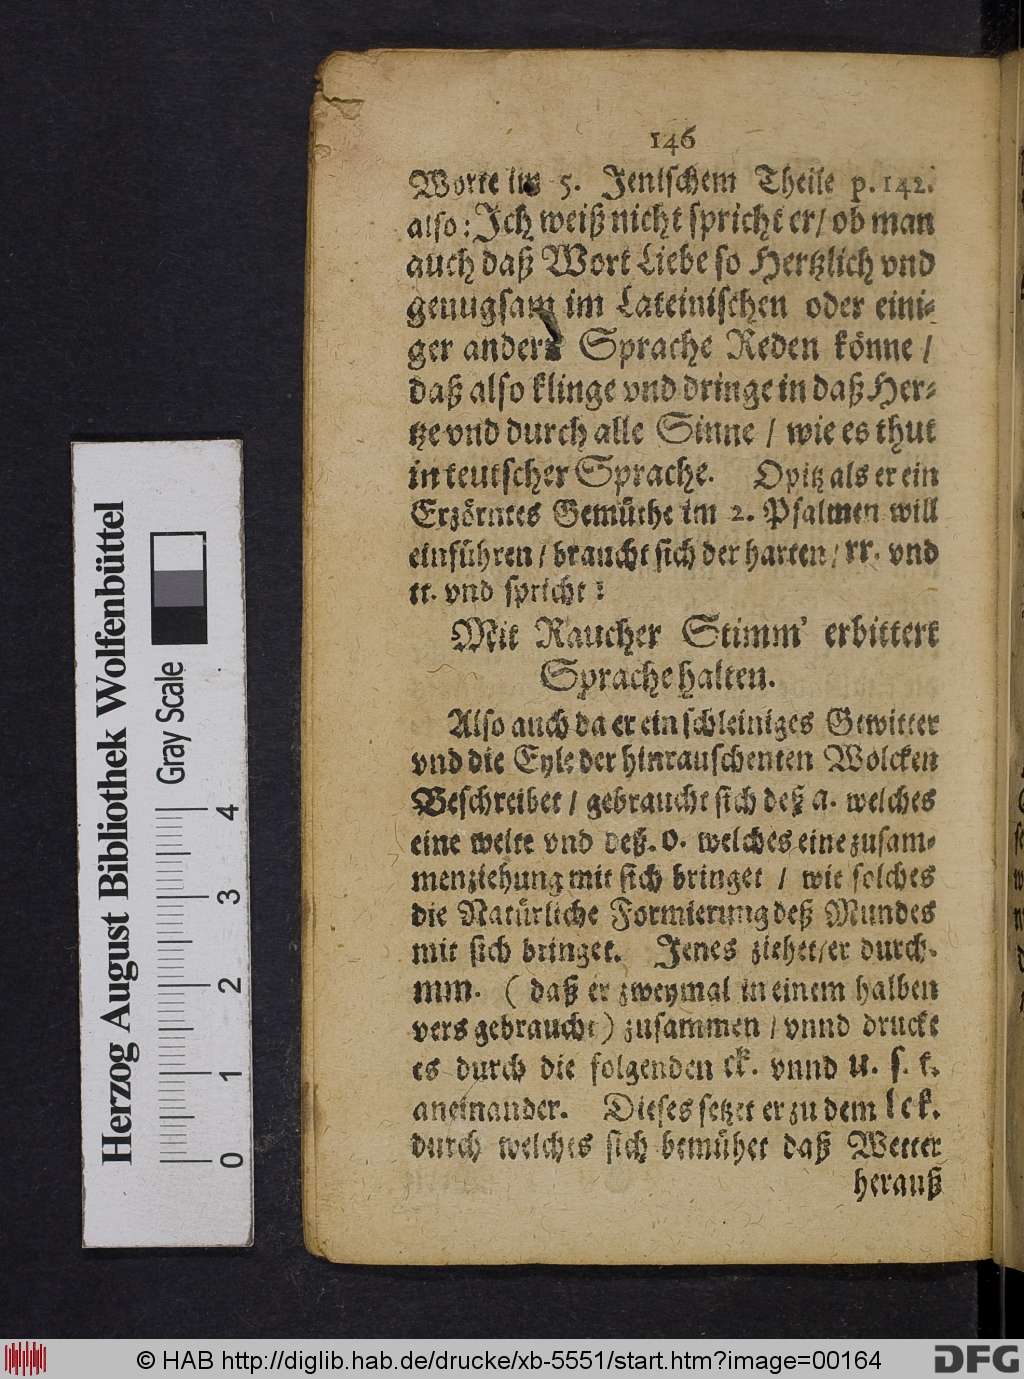 146
Worte im 5. Jenischem Theile p. 142.
also: Ich weiß nicht spricht er/ ob man
auch daß Wort Liebe so Hertzlich vnd
genugsam im Lateinischen oder eini-
ger andern Sprache Reden könne /
daß also klinge vnd dringe in daß Her-
tze vnd durch alle Sinne / wie es thut
in teutscher Sprache. Opitz als er ein
Erzörntes Gemüthe im 2. Psalmen will
einführen / braucht sich der harten / rr. vnd
tt. vnd spricht:
Mit Raucher Stimm' erbittert
Sprache halten.
Also auch da er ein schleiniges Gewitter
vnd die Eyle der hinrauschenten Wolcken
Beschreibet / gebraucht sich deß a. welches
eine weite vnd deß. o. welches eine zusam-
menziehung mit sich bringet / wie solches
die Natürliche Formierung deß Mundes
mit sich bringet. Jenes ziehet/er durch.
mm. ( daß er zweymal in einem halben
vers gebraucht) zusammen / vnnd druckt
es durch die folgenden ck. vnnd u. s. t.
aneinander. Dieses setzet er zu dem l c k.
durch welches sich bemühet daß Wetter
herauß
Herzog August Bibliothek Wolfenbüttel
Gray Scale
0 1 2 3 4
© HAB http://diglib.hab.de/drucke/xb-5551/start.htm?image=00164
DFG